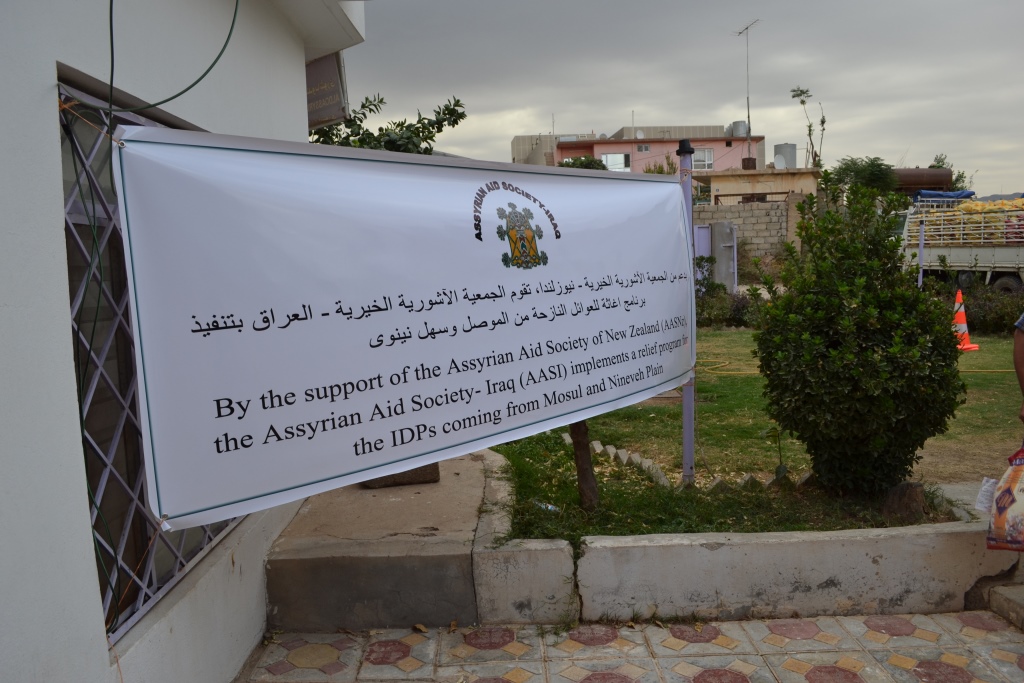 ASSYRIAN AID SOCIETY-IRAQ
بدعم من الجمعية الآشورية الخيرية - نيوزلندا، تقوم الجمعية الآشورية الخيرية - العراق بتنفيذ
برنامج اغاثة للعوائل النازحة من الموصل وسهل نينوى
By the support of the Assyrian Aid Society of New Zealand (AASNz),
the Assyrian Aid Society- Iraq (AASI) implements a relief program for
the IDPs coming from Mosul and Nineveh Plain